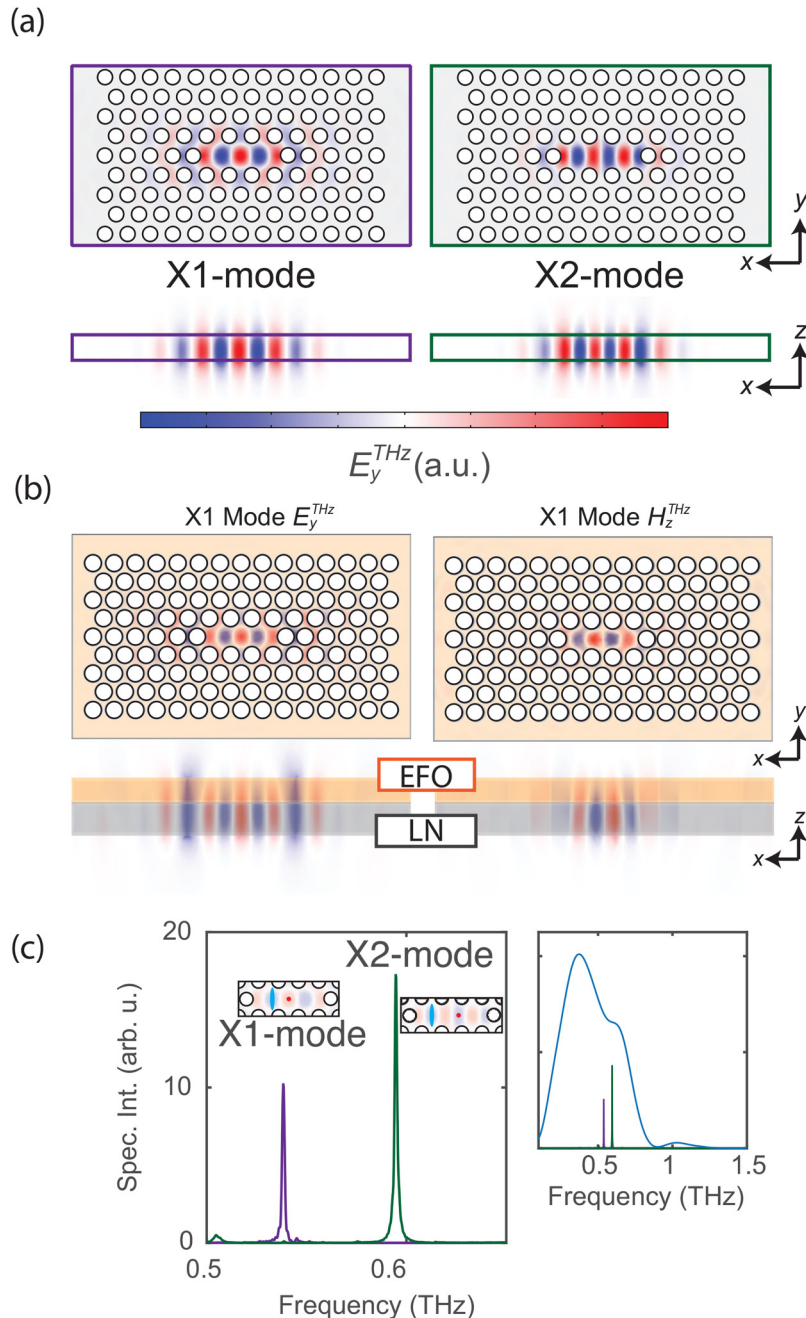 (a)
y
x
X1-mode
X2-mode
z
x
E_y^{THz} (a.u.)
(b)
X1 Mode E_y^{THz}
X1 Mode H_z^{THz}
y
x
EFO
LN
z
x
(c)
20
X2-mode
X1-mode
Spec. Int. (arb. u.)
10
0
0.5
0.6
Frequency (THz)
0.5
1
1.5
Frequency (THz)